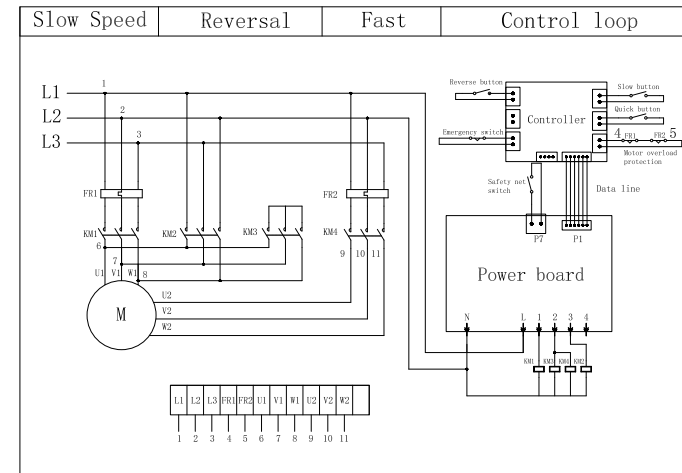 Slow Speed Reversal Fast Control loop
L1
L2
L3
1
2
3
FR1
KM1
6
7
8
U1 V1 W1
M
U2
V2
W2
KM2
KM3
FR2
KM4
9 10 11
Reverse button
Emergency switch
Controller
Slow button
Quick button
4 FR1 FR2 5
Motor overload
protection
Safety net
switch
Data line
P7 P1
Power board
N L 1 2 3 4
KM1 KM3 KM4 KM2
L1 L2 L3 FR1 FR2 U1 V1 W1 U2 V2 W2
1 2 3 4 5 6 7 8 9 10 11